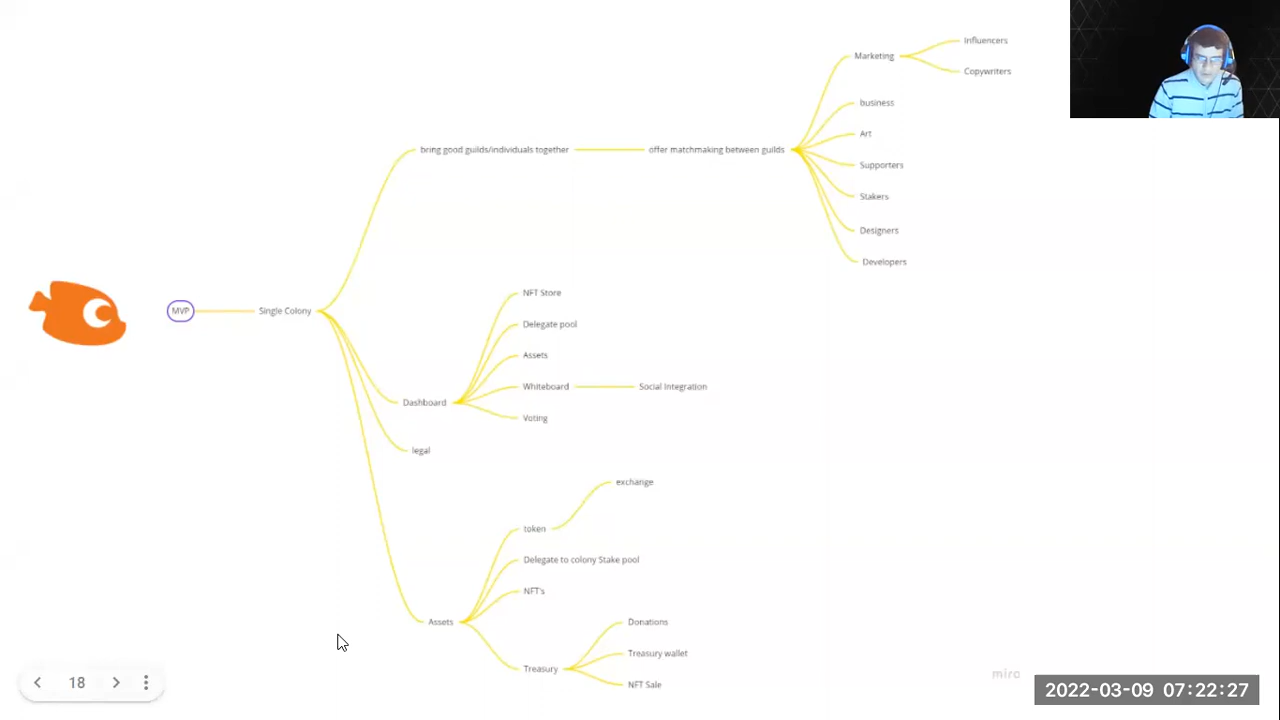 Influencers
Marketing
Copywriters
business
Art
bring good guilds/individuals together
offer matchmaking between guilds
Supporters
Stakers
Designers
Developers
NFT Store
MVP
Single Colony
Delegate pool
Assets
Whiteboard
Social Integration
Dashboard
Voting
legal
exchange
token
Delegate to colony Stake pool
NFT's
Assets
Donations
Treasury wallet
Treasury
NFT Sale
miro
18
2022-03-09 07:22:27